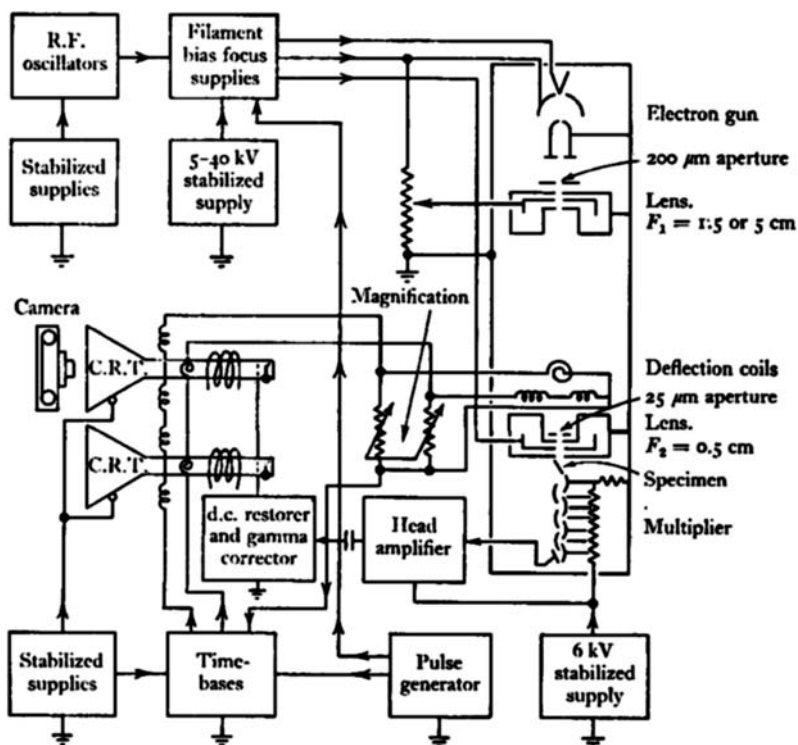 R.F.
oscillators
Filament
bias focus
supplies
Stabilized
supplies
5–40 kV
stabilized
supply
Electron gun
200 μm aperture
Lens.
F₁ = 1.5 or 5 cm
Camera
Magnification
C.R.T.
C.R.T.
Deflection coils
25 μm aperture
Lens.
F₂ = 0.5 cm
Specimen
Multiplier
d.c. restorer
and gamma
corrector
Head
amplifier
Stabilized
supplies
Time-
bases
Pulse
generator
6 kV
stabilized
supply